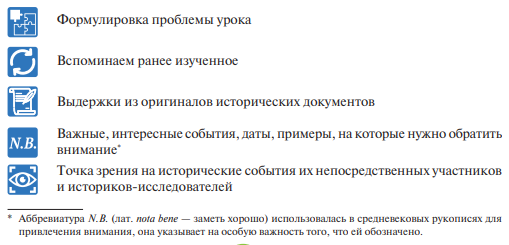 Формулировка проблемы урока
Вспоминаем ранее изученное
Выдержки из оригиналов исторических документов
N.B. Важные, интересные события, даты, примеры, на которые нужно обратить
внимание*
Точка зрения на исторические события их непосредственных участников
и историков-исследователей
* Аббревиатура N.B. (лат. nota bene — заметь хорошо) использовалась в средневековых рукописях для
привлечения внимания, она указывает на особую важность того, что ей обозначено.